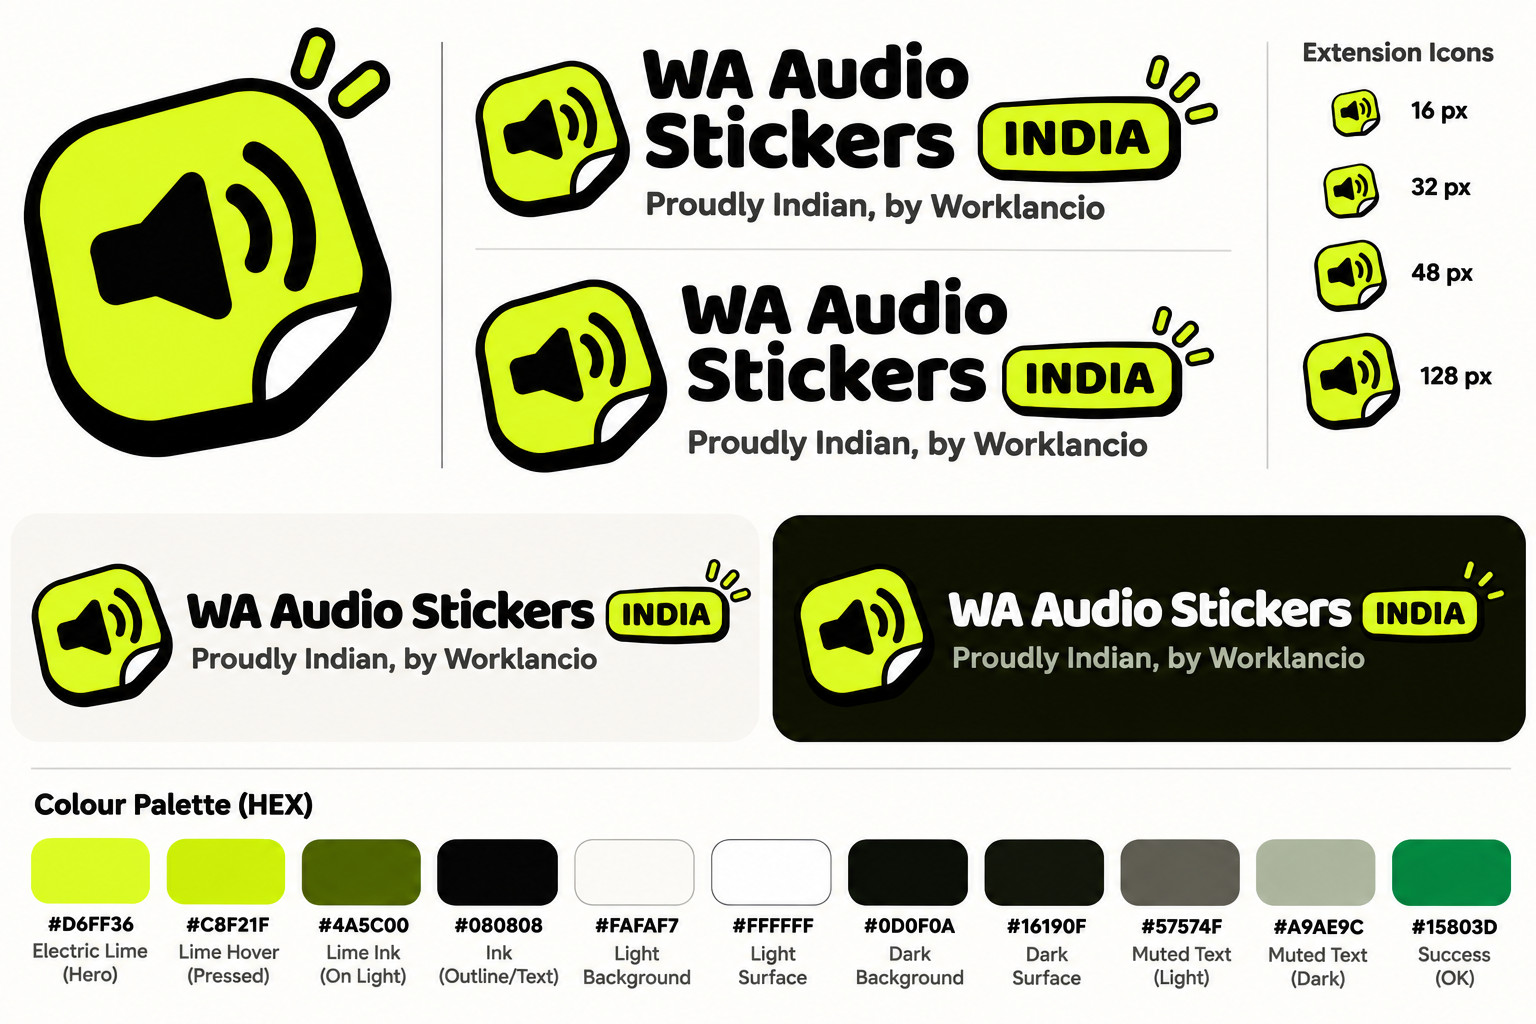 WA Audio
Stickers
INDIA
Proudly Indian, by Worklancio
WA Audio
Stickers
INDIA
Proudly Indian, by Worklancio
Extension Icons
16 px
32 px
48 px
128 px
WA Audio Stickers
INDIA
Proudly Indian, by Worklancio
WA Audio Stickers
INDIA
Proudly Indian, by Worklancio
Colour Palette (HEX)
#D6FF36
Electric Lime
(Hero)
#C8F21F
Lime Hover
(Pressed)
#4A5C00
Lime Ink
(On Light)
#080808
Ink
(Outline/Text)
#FAFAF7
Light
Background
#FFFFFF
Light
Surface
#0D0F0A
Dark
Background
#16190F
Dark
Surface
#57574F
Muted Text
(Light)
#A9AE9C
Muted Text
(Dark)
#15803D
Success
(OK)